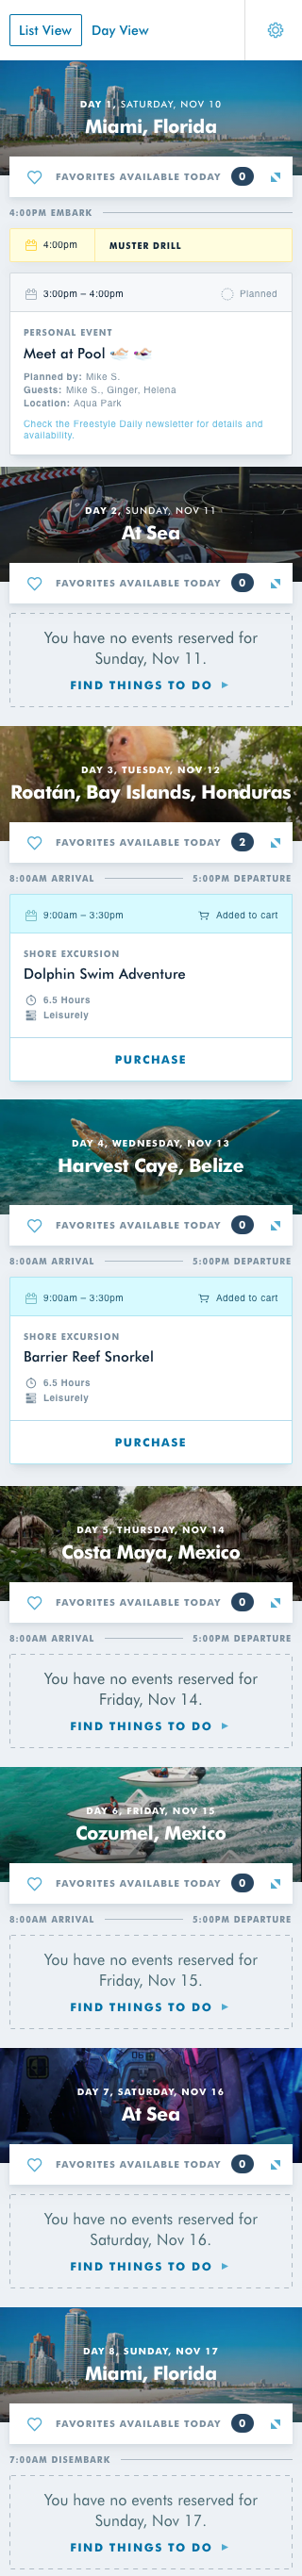 List View
Day View
DAY 1, SATURDAY, NOV 10
Miami, Florida
FAVORITES AVAILABLE TODAY 0
4:00PM EMBARK
4:00pm MUSTER DRILL
3:00pm – 4:00pm Planned
PERSONAL EVENT
Meet at Pool
Planned by: Mike S.
Guests: Mike S., Ginger, Helena
Location: Aqua Park
Check the Freestyle Daily newsletter for details and
availability.
DAY 2, SUNDAY, NOV 11
At Sea
FAVORITES AVAILABLE TODAY 0
You have no events reserved for
Sunday, Nov 11.
FIND THINGS TO DO
DAY 3, TUESDAY, NOV 12
Roatán, Bay Islands, Honduras
FAVORITES AVAILABLE TODAY 2
8:00AM ARRIVAL 5:00PM DEPARTURE
9:00am – 3:30pm Added to cart
SHORE EXCURSION
Dolphin Swim Adventure
6.5 Hours
Leisurely
PURCHASE
DAY 4, WEDNESDAY, NOV 13
Harvest Caye, Belize
FAVORITES AVAILABLE TODAY 0
8:00AM ARRIVAL 5:00PM DEPARTURE
9:00am – 3:30pm Added to cart
SHORE EXCURSION
Barrier Reef Snorkel
6.5 Hours
Leisurely
PURCHASE
DAY 5, THURSDAY, NOV 14
Costa Maya, Mexico
FAVORITES AVAILABLE TODAY 0
8:00AM ARRIVAL 5:00PM DEPARTURE
You have no events reserved for
Friday, Nov 14.
FIND THINGS TO DO
DAY 6, FRIDAY, NOV 15
Cozumel, Mexico
FAVORITES AVAILABLE TODAY 0
8:00AM ARRIVAL 5:00PM DEPARTURE
You have no events reserved for
Friday, Nov 15.
FIND THINGS TO DO
DAY 7, SATURDAY, NOV 16
At Sea
FAVORITES AVAILABLE TODAY 0
You have no events reserved for
Saturday, Nov 16.
FIND THINGS TO DO
DAY 8, SUNDAY, NOV 17
Miami, Florida
FAVORITES AVAILABLE TODAY 0
7:00AM DISEMBARK
You have no events reserved for
Sunday, Nov 17.
FIND THINGS TO DO